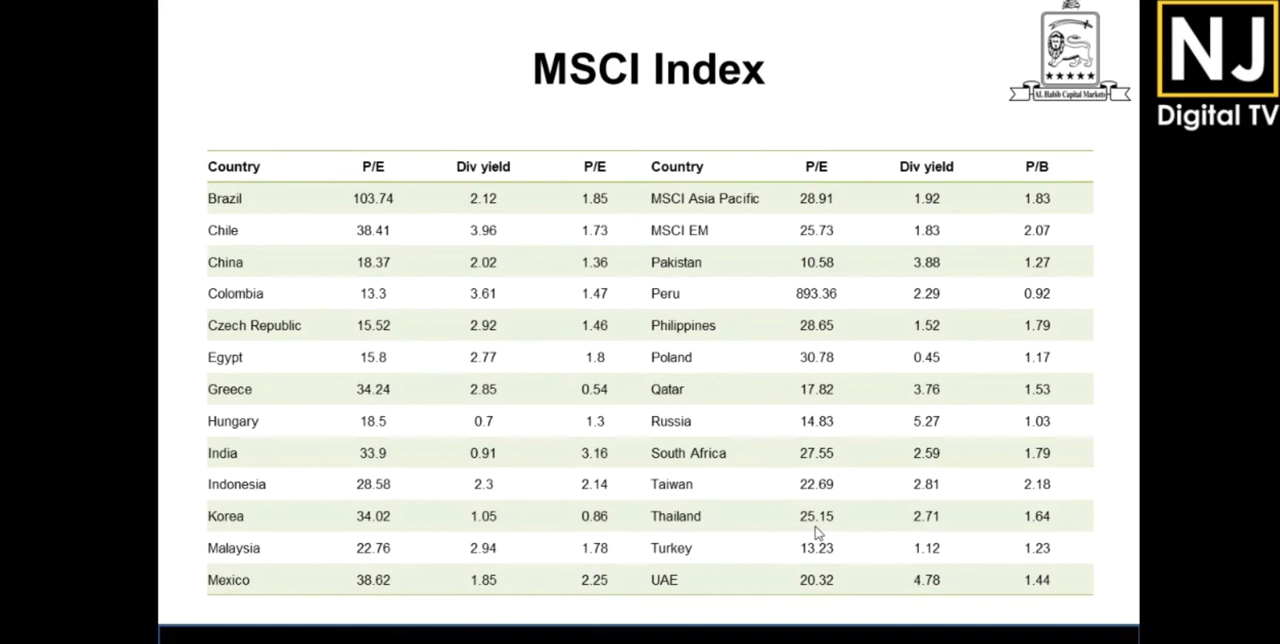 MSCI Index
AL Habib Capital Markets
NJ
Digital TV
Country P/E Div yield P/E Country P/E Div yield P/B
Brazil 103.74 2.12 1.85 MSCI Asia Pacific 28.91 1.92 1.83
Chile 38.41 3.96 1.73 MSCI EM 25.73 1.83 2.07
China 18.37 2.02 1.36 Pakistan 10.58 3.88 1.27
Colombia 13.3 3.61 1.47 Peru 893.36 2.29 0.92
Czech Republic 15.52 2.92 1.46 Philippines 28.65 1.52 1.79
Egypt 15.8 2.77 1.8 Poland 30.78 0.45 1.17
Greece 34.24 2.85 0.54 Qatar 17.82 3.76 1.53
Hungary 18.5 0.7 1.3 Russia 14.83 5.27 1.03
India 33.9 0.91 3.16 South Africa 27.55 2.59 1.79
Indonesia 28.58 2.3 2.14 Taiwan 22.69 2.81 2.18
Korea 34.02 1.05 0.86 Thailand 25.15 2.71 1.64
Malaysia 22.76 2.94 1.78 Turkey 13.23 1.12 1.23
Mexico 38.62 1.85 2.25 UAE 20.32 4.78 1.44